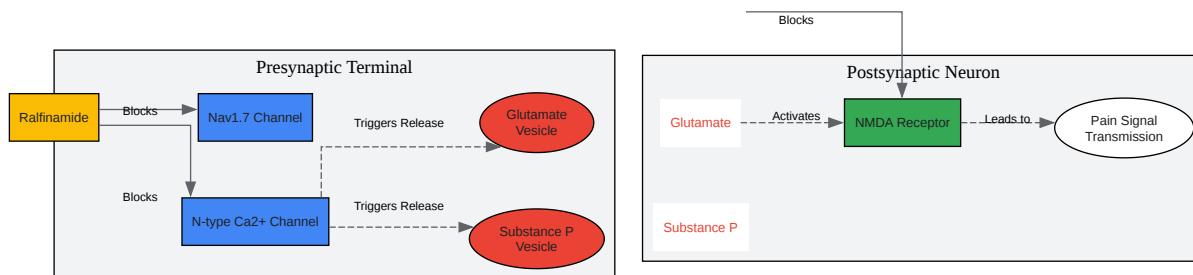 Blocks
Presynaptic Terminal
Postsynaptic Neuron
Ralfinamide
Blocks
Nav1.7 Channel
Triggers Release
Glutamate
Vesicle
Glutamate
Activates
NMDA Receptor
Leads to
Pain Signal
Transmission
Blocks
N-type Ca2+ Channel
Triggers Release
Substance P
Vesicle
Substance P